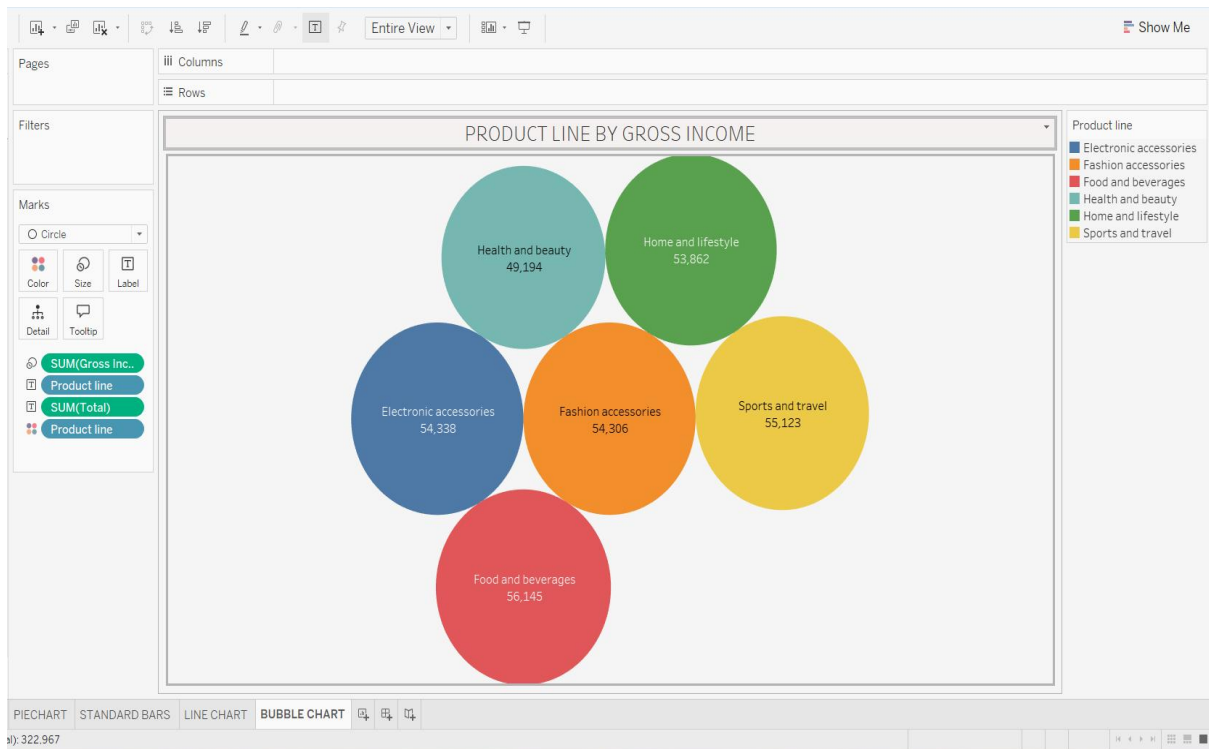 Entire View
Show Me
Pages
Columns
Rows
Filters
Marks
Circle
Color
Size
Label
Detail
Tooltip
SUM(Gross Inc..
Product line
SUM(Total)
Product line
PRODUCT LINE BY GROSS INCOME
Health and beauty
49,194
Home and lifestyle
53,862
Electronic accessories
54,338
Fashion accessories
54,306
Sports and travel
55,123
Food and beverages
56,145
Product line
Electronic accessories
Fashion accessories
Food and beverages
Health and beauty
Home and lifestyle
Sports and travel
PIECHART STANDARD BARS LINE CHART BUBBLE CHART
al): 322,967